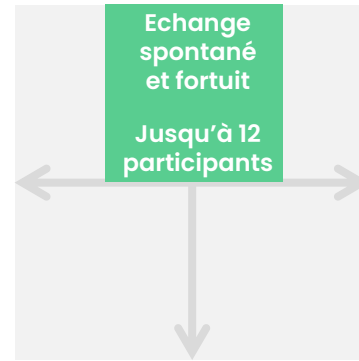 Echange
spontané
et fortuit
Jusqu'à 12
participants